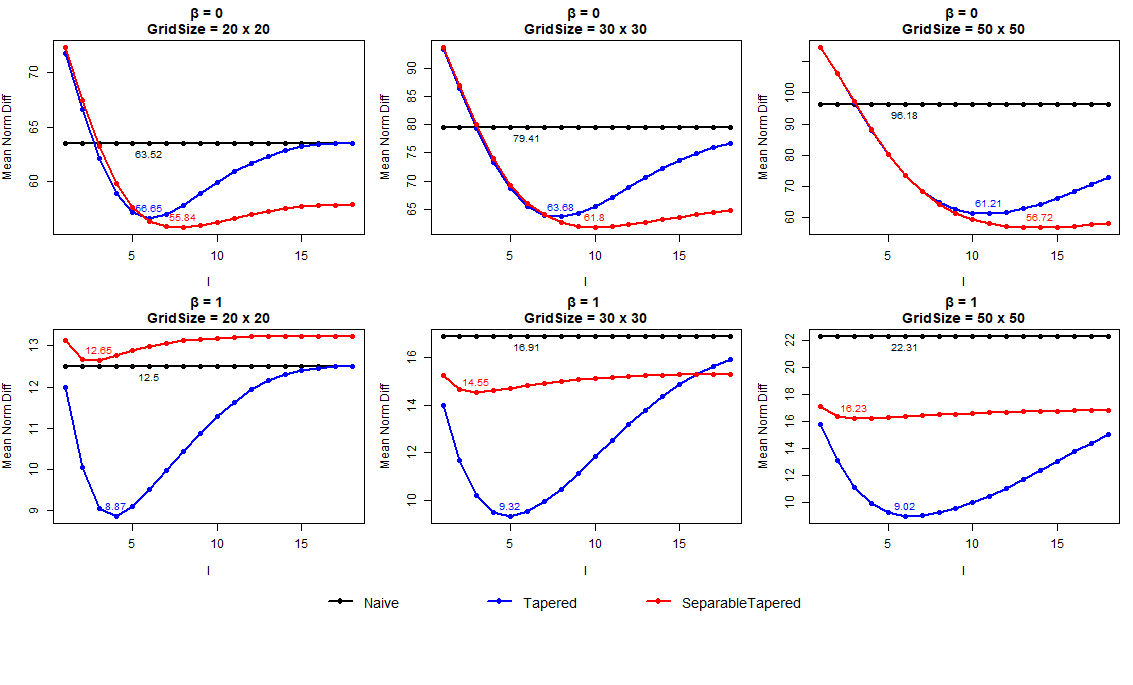 β = 0
GridSize = 20 x 20
Mean Norm Diff
70
65
60
63.52
56.65
55.84
5
15
l
β = 0
GridSize = 30 x 30
Mean Norm Diff
90
85
80
75
70
65
79.41
63.68
61.8
5
10
15
l
β = 0
GridSize = 50 x 50
Mean Norm Diff
100
90
80
70
60
96.18
61.21
56.72
5
10
15
l
β = 1
GridSize = 20 x 20
Mean Norm Diff
13
12
11
10
9
12.65
12.5
8.87
5
15
l
β = 1
GridSize = 30 x 30
Mean Norm Diff
16
14
12
10
16.91
14.55
9.32
5
10
15
l
β = 1
GridSize = 50 x 50
Mean Norm Diff
22
20
18
16
14
12
10
22.31
16.23
9.02
5
10
15
l
Naive
Tapered
SeparableTapered